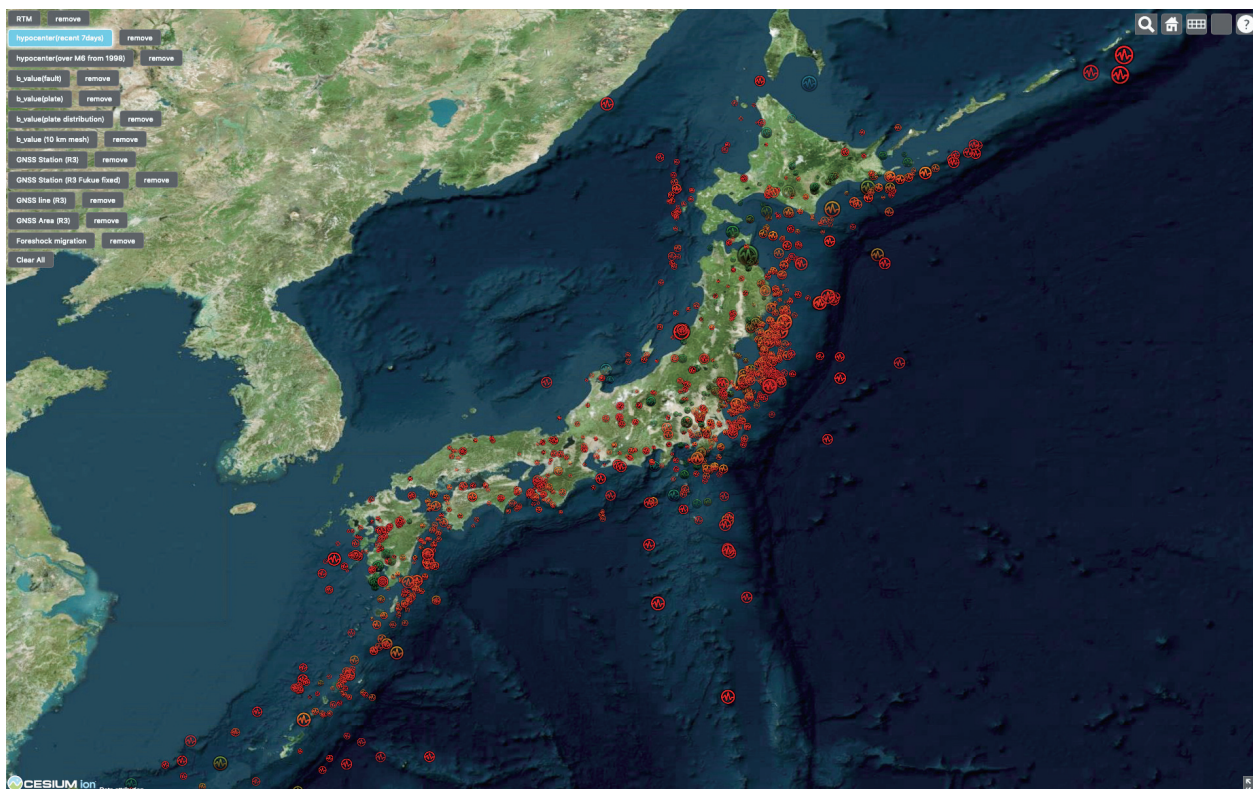 RTM remove
hypocenter(recent 7days) remove
hypocenter(over M6 from 1998) remove
b_value(fault) remove
b_value(plate) remove
b_value(plate distribution) remove
b_value (10 km mesh) remove
GNSS Station (R3) remove
GNSS Station (R3 Fukue fixed) remove
GNSS line (R3) remove
GNSS Area (R3) remove
Foreshock migration remove
Clear All
?
CESIUM ion Data attribution